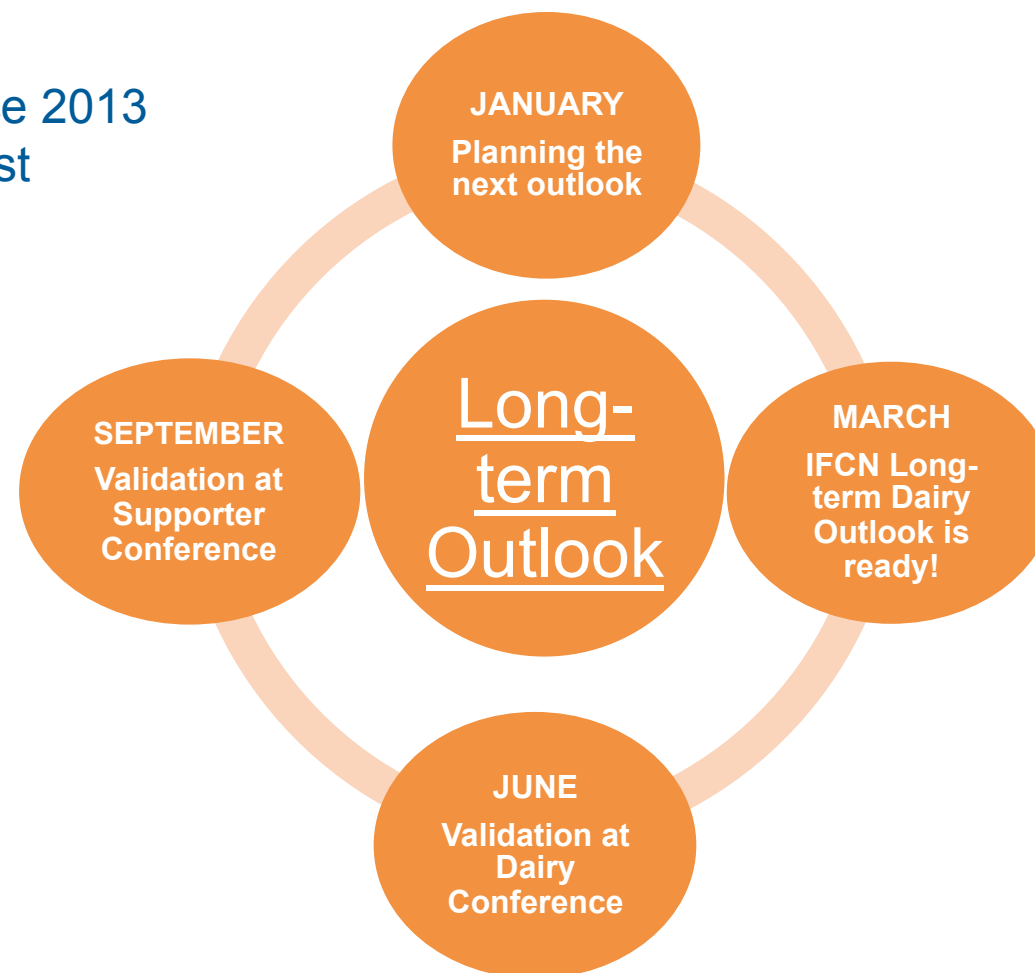 e 2013
st
JANUARY
Planning the
next outlook
Long-
term
Outlook
SEPTEMBER
Validation at
Supporter
Conference
MARCH
IFCN Long-
term Dairy
Outlook is
ready!
JUNE
Validation at
Dairy
Conference